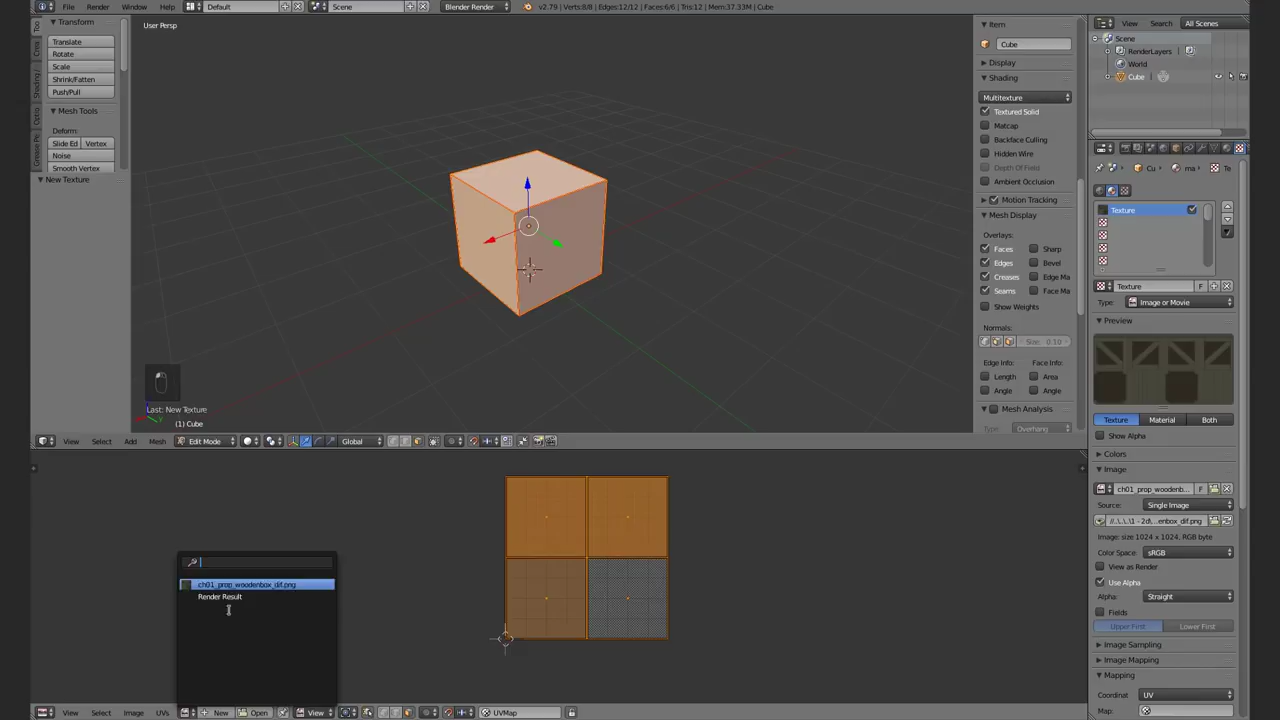 File Render Window Help Default Scene Blender Render v2.79 | Verts:8/8 | Edges:12/12 | Faces:6/6 | Tris:12 | Mem:37.33M | Cube
View Search All Scenes
Transform
Translate
Rotate
Scale
Shrink/Fatten
Push/Pull
Mesh Tools
Deform:
Slide Ed Vertex
Noise
Smooth Vertex
New Texture
User Persp
Last: New Texture
(1) Cube
Item
Cube
Display
Shading
Multitexture
Textured Solid
Matcap
Backface Culling
Hidden Wire
Depth Of Field
Ambient Occlusion
Motion Tracking
Mesh Display
Overlays:
Faces Sharp
Edges Bevel
Creases Edge Ma
Seams Face Ma
Show Weights
Normals:
Size: 0.10
Edge Info: Face Info:
Length Area
Angle Angle
Mesh Analysis
Type: Overhang
Scene
RenderLayers
World
Cube
Cu ma Te
Texture
Texture F
Type: Image or Movie
Preview
Texture Material Both
Show Alpha
Colors
Image
ch01_prop_woodenb... F
Source: Single Image
//..\..\..\1 - 2d\...enbox_dif.png
Image: size 1024 x 1024, RGB byte
Color Space: sRGB
View as Render
Use Alpha
Alpha: Straight
Fields
Upper First Lower First
Image Sampling
Image Mapping
Mapping
Coordinat UV
Map:
View Select Add Mesh Edit Mode Global
ch01_prop_woodenbox_dif.png
Render Result
View Select Image UVs New Open View UVMap